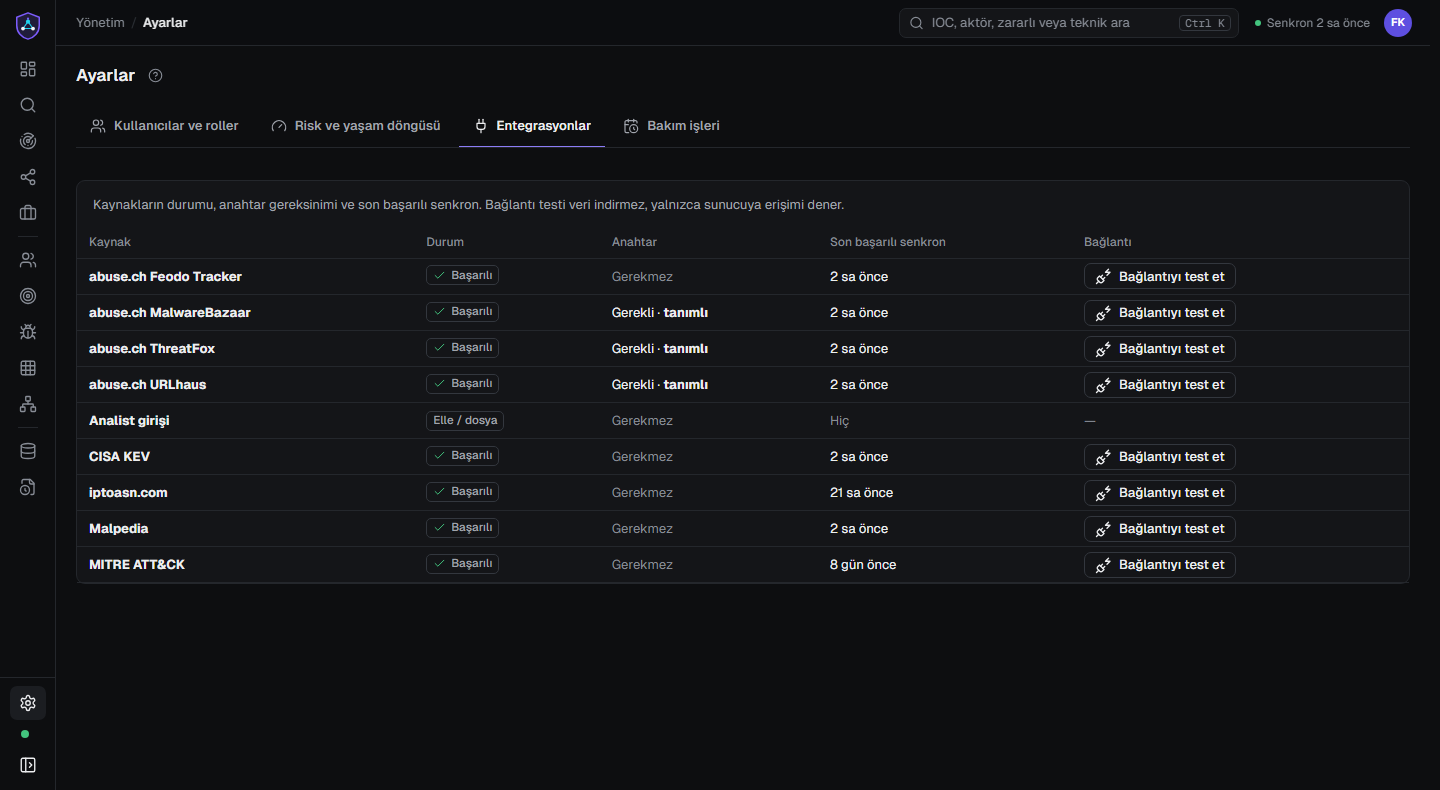 Yönetim / Ayarlar
IOC, aktör, zararlı veya teknik ara Ctrl K
Senkron 2 sa önce
FK
Ayarlar ?
Kullanıcılar ve roller Risk ve yaşam döngüsü Entegrasyonlar Bakım işleri
Kaynakların durumu, anahtar gereksinimi ve son başarılı senkron. Bağlantı testi veri indirmez, yalnızca sunucuya erişimi dener.
Kaynak Durum Anahtar Son başarılı senkron Bağlantı
abuse.ch Feodo Tracker Başarılı Gerekmez 2 sa önce Bağlantıyı test et
abuse.ch MalwareBazaar Başarılı Gerekli · tanımlı 2 sa önce Bağlantıyı test et
abuse.ch ThreatFox Başarılı Gerekli · tanımlı 2 sa önce Bağlantıyı test et
abuse.ch URLhaus Başarılı Gerekli · tanımlı 2 sa önce Bağlantıyı test et
Analist girişi Elle / dosya Gerekmez Hiç —
CISA KEV Başarılı Gerekmez 2 sa önce Bağlantıyı test et
iptoasn.com Başarılı Gerekmez 21 sa önce Bağlantıyı test et
Malpedia Başarılı Gerekmez 2 sa önce Bağlantıyı test et
MITRE ATT&CK Başarılı Gerekmez 8 gün önce Bağlantıyı test et